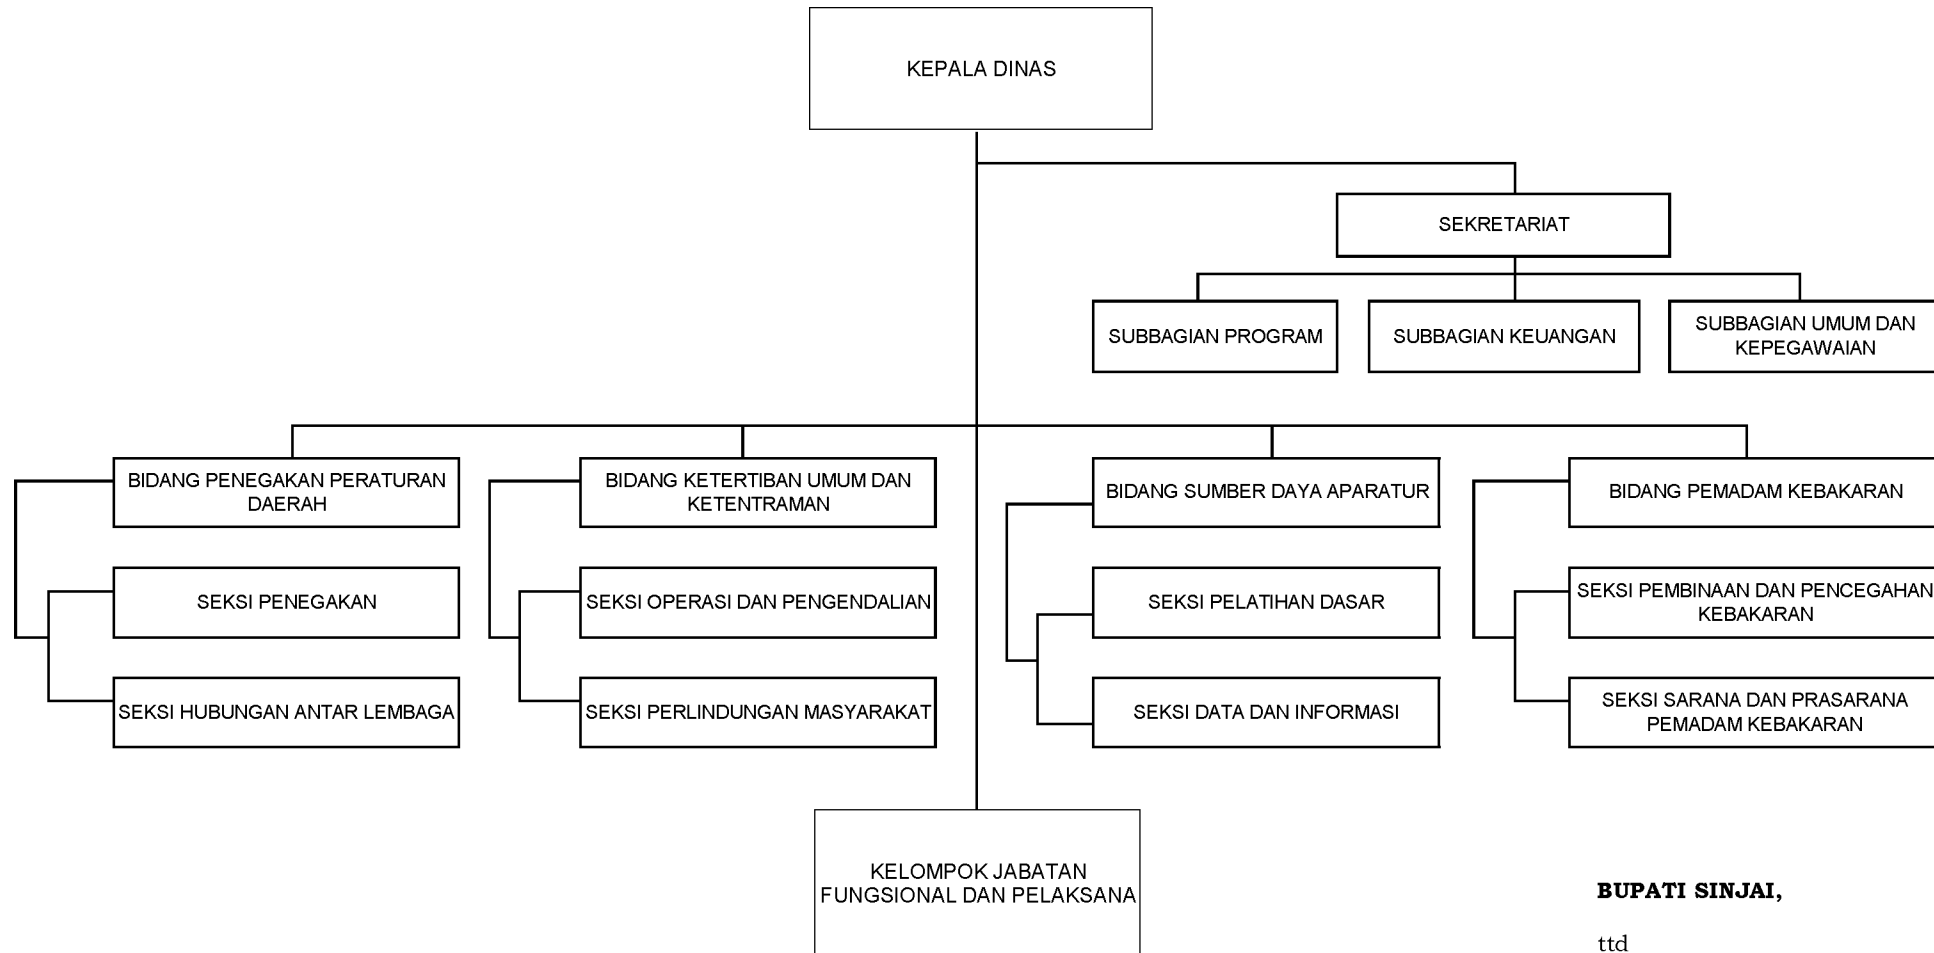 KEPALA DINAS
SEKRETARIAT
SUBBAGIAN PROGRAM
SUBBAGIAN KEUANGAN
SUBBAGIAN UMUM DAN
KEPEGAWAIAN
BIDANG PENEGAKAN PERATURAN
DAERAH
BIDANG KETERTIBAN UMUM DAN
KETENTRAMAN
BIDANG SUMBER DAYA APARATUR
BIDANG PEMADAM KEBAKARAN
SEKSI PENEGAKAN
SEKSI OPERASI DAN PENGENDALIAN
SEKSI PELATIHAN DASAR
SEKSI PEMBINAAN DAN PENCEGAHAN
KEBAKARAN
SEKSI HUBUNGAN ANTAR LEMBAGA
SEKSI PERLINDUNGAN MASYARAKAT
SEKSI DATA DAN INFORMASI
SEKSI SARANA DAN PRASARANA
PEMADAM KEBAKARAN
KELOMPOK JABATAN
FUNGSIONAL DAN PELAKSANA
BUPATI SINJAI,
ttd